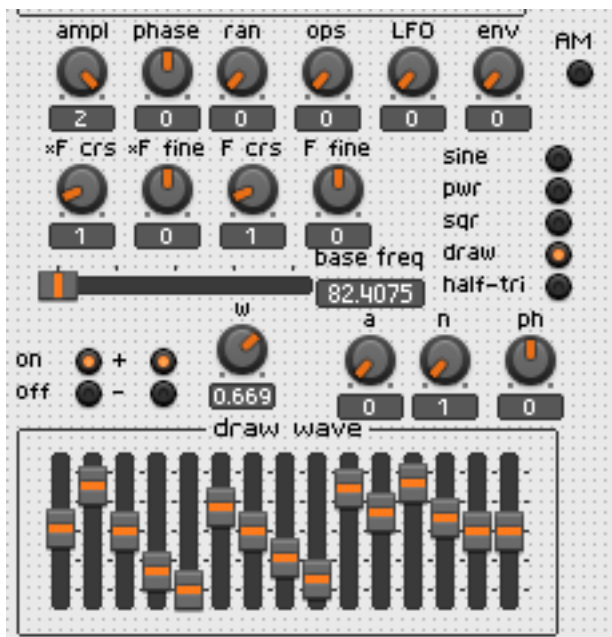 ampl phase ran ops LFO env AM
2 0 0 0 0 0
*F crs *F fine F crs F fine
1 0 1 0
sine
pwr
sqr
draw
half-tri
base freq
82.4075
w a n ph
on + 
off -
0.669 0 1 0
draw wave